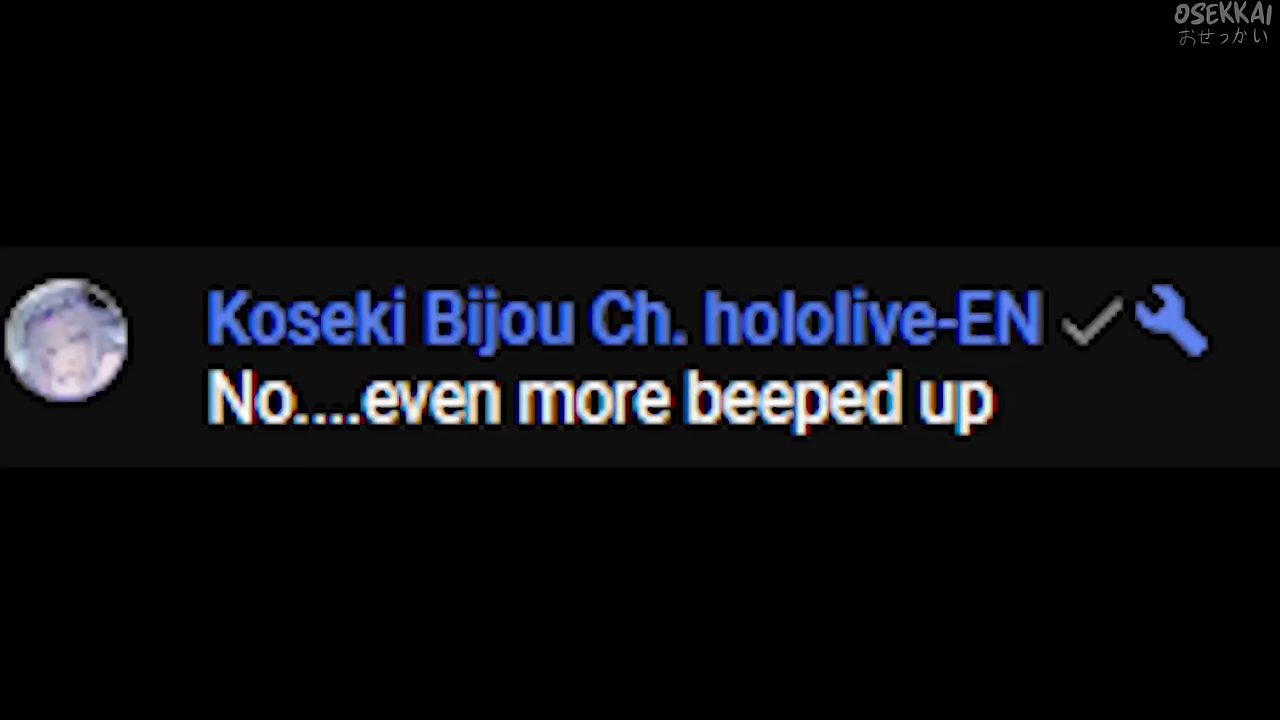 OSEKKAI
おせっかい
Koseki Bijou Ch. hololive-EN
No....even more beeped up